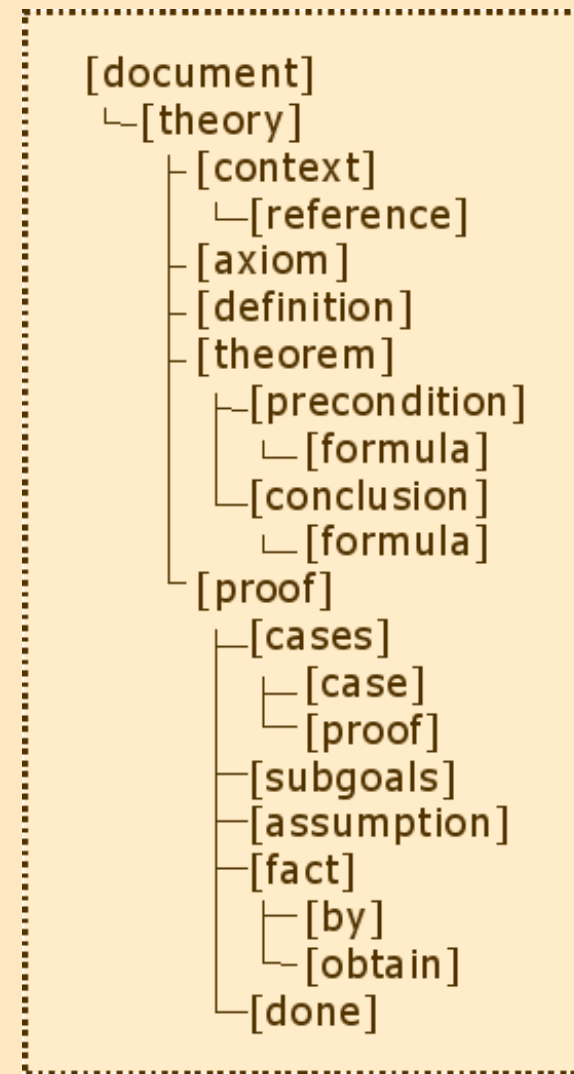 [document]
[theory]
[context]
[reference]
[axiom]
[definition]
[theorem]
[precondition]
[formula]
[conclusion]
[formula]
[proof]
[cases]
[case]
[proof]
[subgoals]
[assumption]
[fact]
[by]
[obtain]
[done]